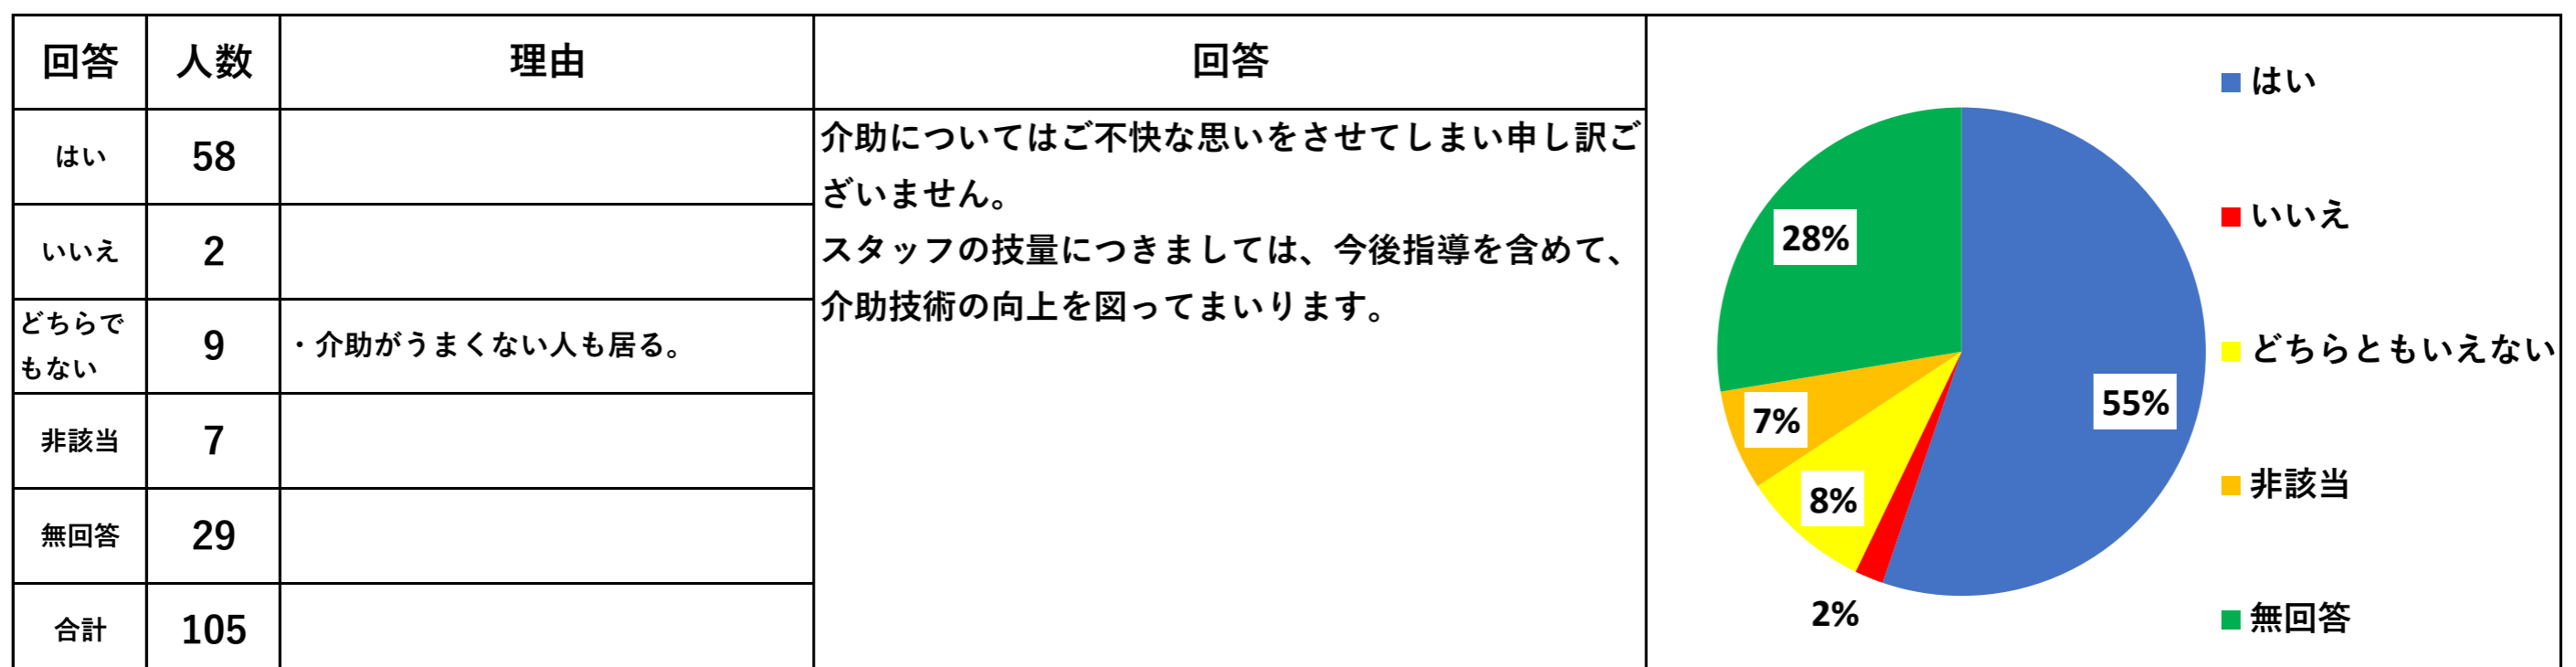 回答 人数 理由 回答
はい 58
いいえ 2
どちらで
もない
9 ・介助がうまくない人も居る。
非該当 7
無回答 29
合計 105
介助についてはご不快な思いをさせてしまい申し訳ご
ざいません。
スタッフの技量につきましては、今後指導を含めて、
介助技術の向上を図ってまいります。
28%
55%
7%
8%
2%
はい
いいえ
どちらともいえない
非該当
無回答